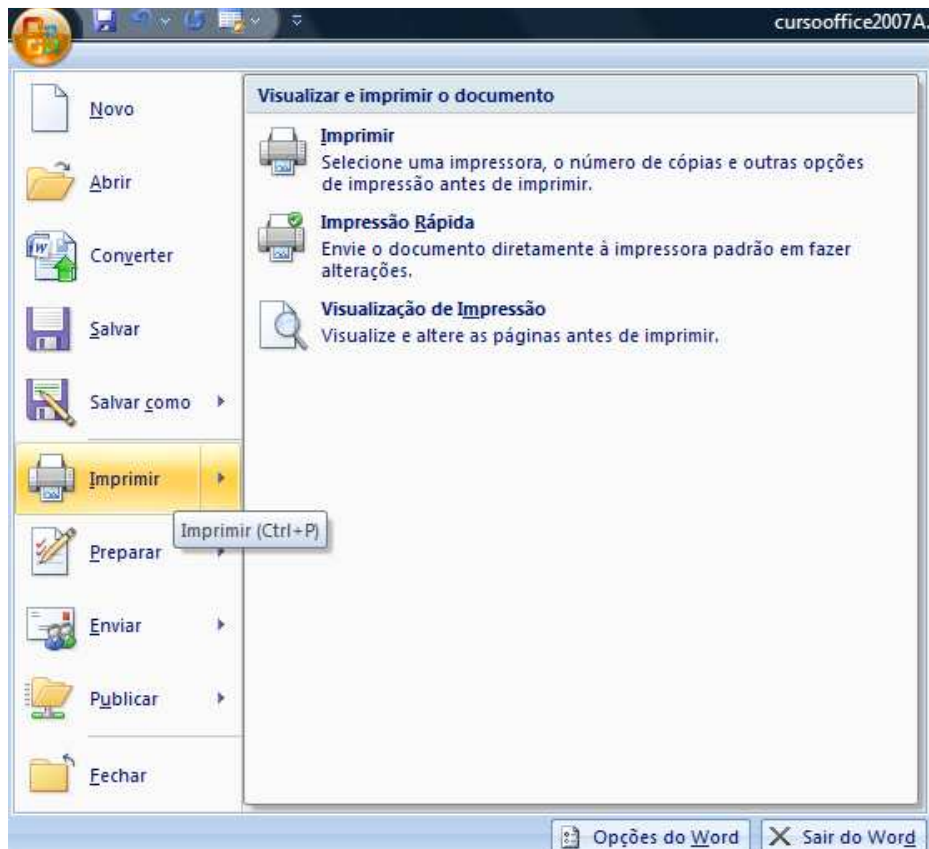 cursooffice2007A.
Novo
Abrir
Converter
Salvar
Salvar como
Imprimir
Imprimir (Ctrl+P)
Preparar
Enviar
Publicar
Fechar
Visualizar e imprimir o documento
Imprimir
Selecione uma impressora, o número de cópias e outras opções
de impressão antes de imprimir.
Impressão Rápida
Envie o documento diretamente à impressora padrão em fazer
alterações.
Visualização de Impressão
Visualize e altere as páginas antes de imprimir.
Opções do Word
Sair do Word